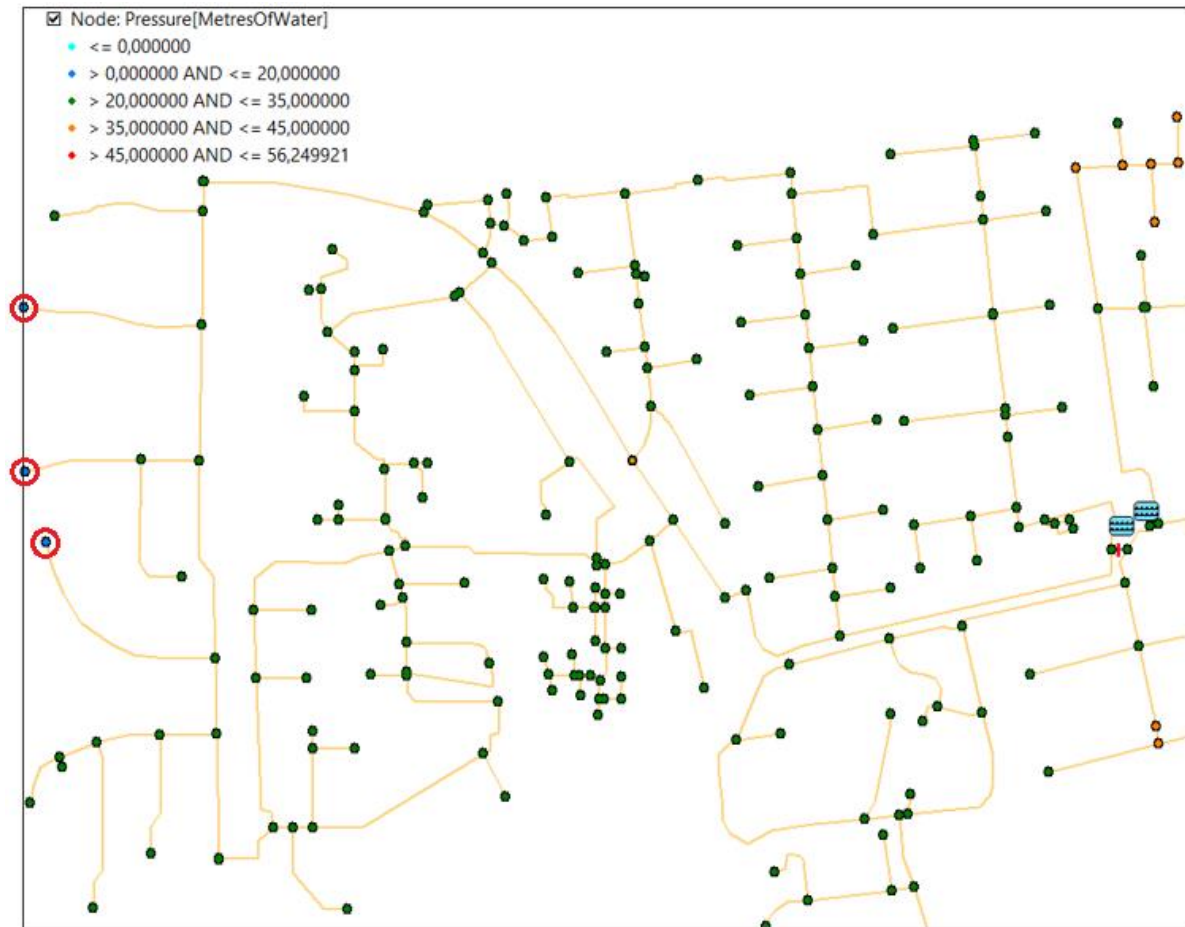 Node: Pressure[MetresOfWater]
<= 0,000000
> 0,000000 AND <= 20,000000
> 20,000000 AND <= 35,000000
> 35,000000 AND <= 45,000000
> 45,000000 AND <= 56,249921